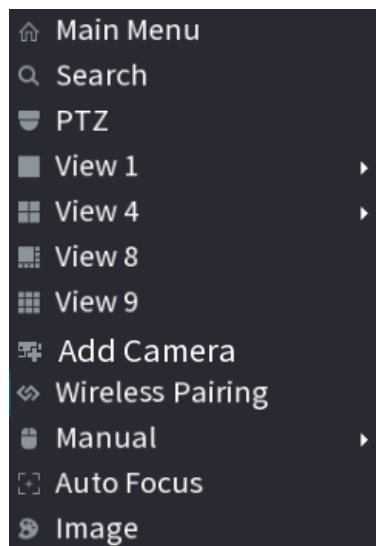 Main Menu
Search
PTZ
View 1
View 4
View 8
View 9
Add Camera
Wireless Pairing
Manual
Auto Focus
Image